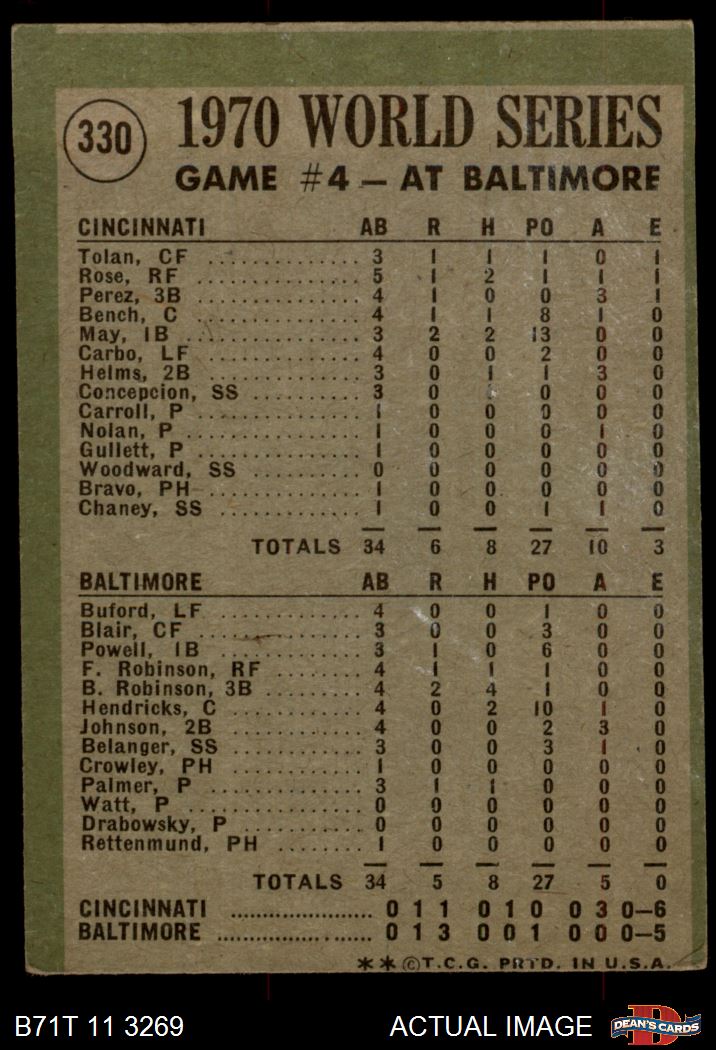 330
1970 WORLD SERIES
GAME #4 — AT BALTIMORE
CINCINNATI AB R H PO A E
Tolan, CF ............. 3 1 1 1 0 1
Rose, RF .............. 5 1 2 1 1 1
Perez, 3B .............. 4 1 0 0 3 1
Bench, C .............. 4 1 1 8 1 0
May, 1B ............... 3 2 2 13 0 0
Carbo, LF .............. 4 0 0 2 0 0
Helms, 2B ............. 3 0 1 1 3 0
Concepcion, SS ......... 3 0 1 0 0 0
Carroll, P .............. 1 0 0 0 0 0
Nolan, P ............... 1 0 0 0 1 0
Gullett, P .............. 1 0 0 0 0 0
Woodward, SS .......... 0 0 0 0 0 0
Bravo, PH ............. 1 0 0 0 0 0
Chaney, SS ............ 1 0 0 1 1 0
TOTALS 34 6 8 27 10 3
BALTIMORE AB R H PO A E
Buford, LF ............. 4 0 0 1 0 0
Blair, CF .............. 3 0 0 3 0 0
Powell, 1B ............. 3 1 0 6 0 0
F. Robinson, RF ........ 4 1 1 1 0 0
B. Robinson, 3B ........ 4 2 4 1 0 0
Hendricks, C ........... 4 0 2 10 1 0
Johnson, 2B ............ 4 0 0 2 3 0
Belanger, SS ........... 3 0 0 3 1 0
Crowley, PH ........... 1 0 0 0 0 0
Palmer, P .............. 3 1 1 0 0 0
Watt, P ................ 0 0 0 0 0 0
Drabowsky, P .......... 0 0 0 0 0 0
Rettenmund, PH ....... 1 0 0 0 0 0
TOTALS 34 5 8 27 5 0
CINCINNATI ..................... 0 1 1 0 1 0 0 3 0—6
BALTIMORE ...................... 0 1 3 0 0 1 0 0 0—5
**©T.C.G. PRTD. IN U.S.A.
B71T 11 3269 ACTUAL IMAGE
D
DEAN'S CARDS